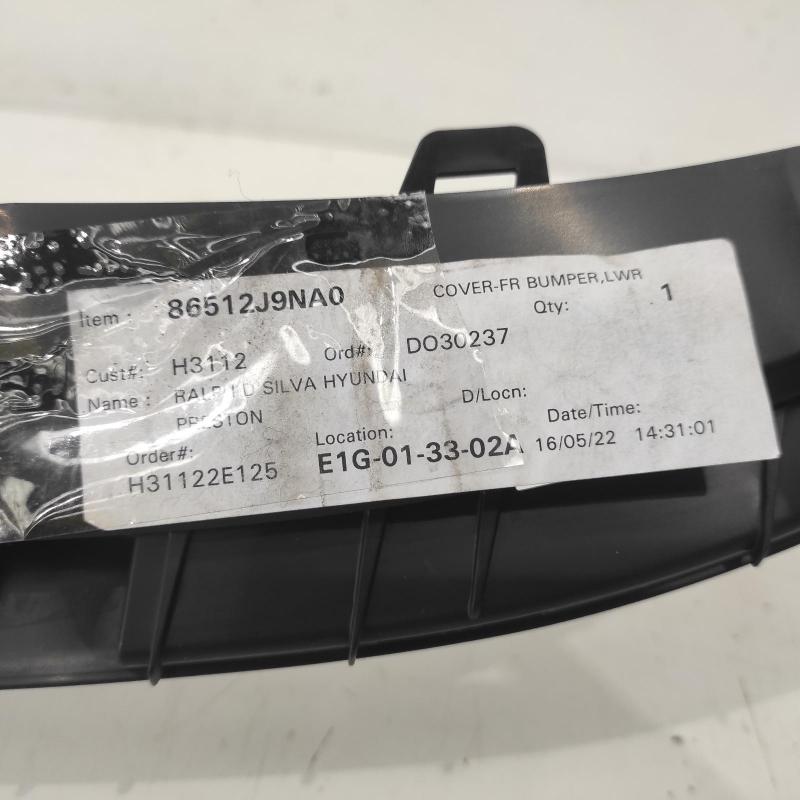 Item : 86512J9NA0 COVER-FR BUMPER,LWR
Qty: 1
Cust#: H3112 Ord#: DO30237
Name : RALPH D SILVA HYUNDAI
PRESTON D/Locn:
Order#: Location: Date/Time:
H31122E125 E1G-01-33-02A 16/05/22 14:31:01